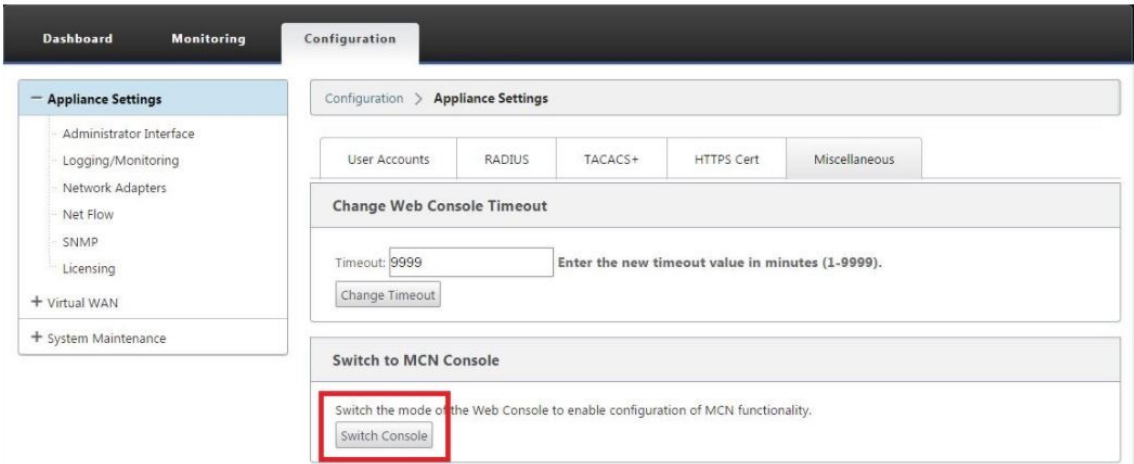 Dashboard Monitoring Configuration
− Appliance Settings
Administrator Interface
Logging/Monitoring
Network Adapters
Net Flow
SNMP
Licensing
+ Virtual WAN
+ System Maintenance
Configuration > Appliance Settings
User Accounts RADIUS TACACS+ HTTPS Cert Miscellaneous
Change Web Console Timeout
Timeout: 9999 Enter the new timeout value in minutes (1-9999).
Change Timeout
Switch to MCN Console
Switch the mode of the Web Console to enable configuration of MCN functionality.
Switch Console